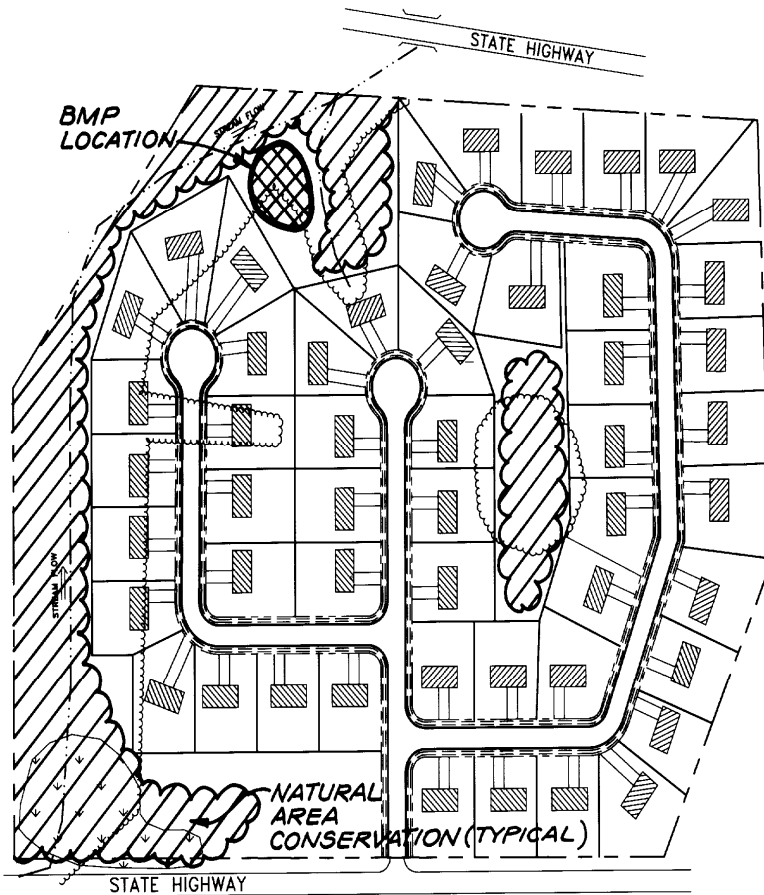 STATE HIGHWAY
BMP
LOCATION
STREAM FLOW
STREAM FLOW
NATURAL
AREA
CONSERVATION (TYPICAL)
STATE HIGHWAY